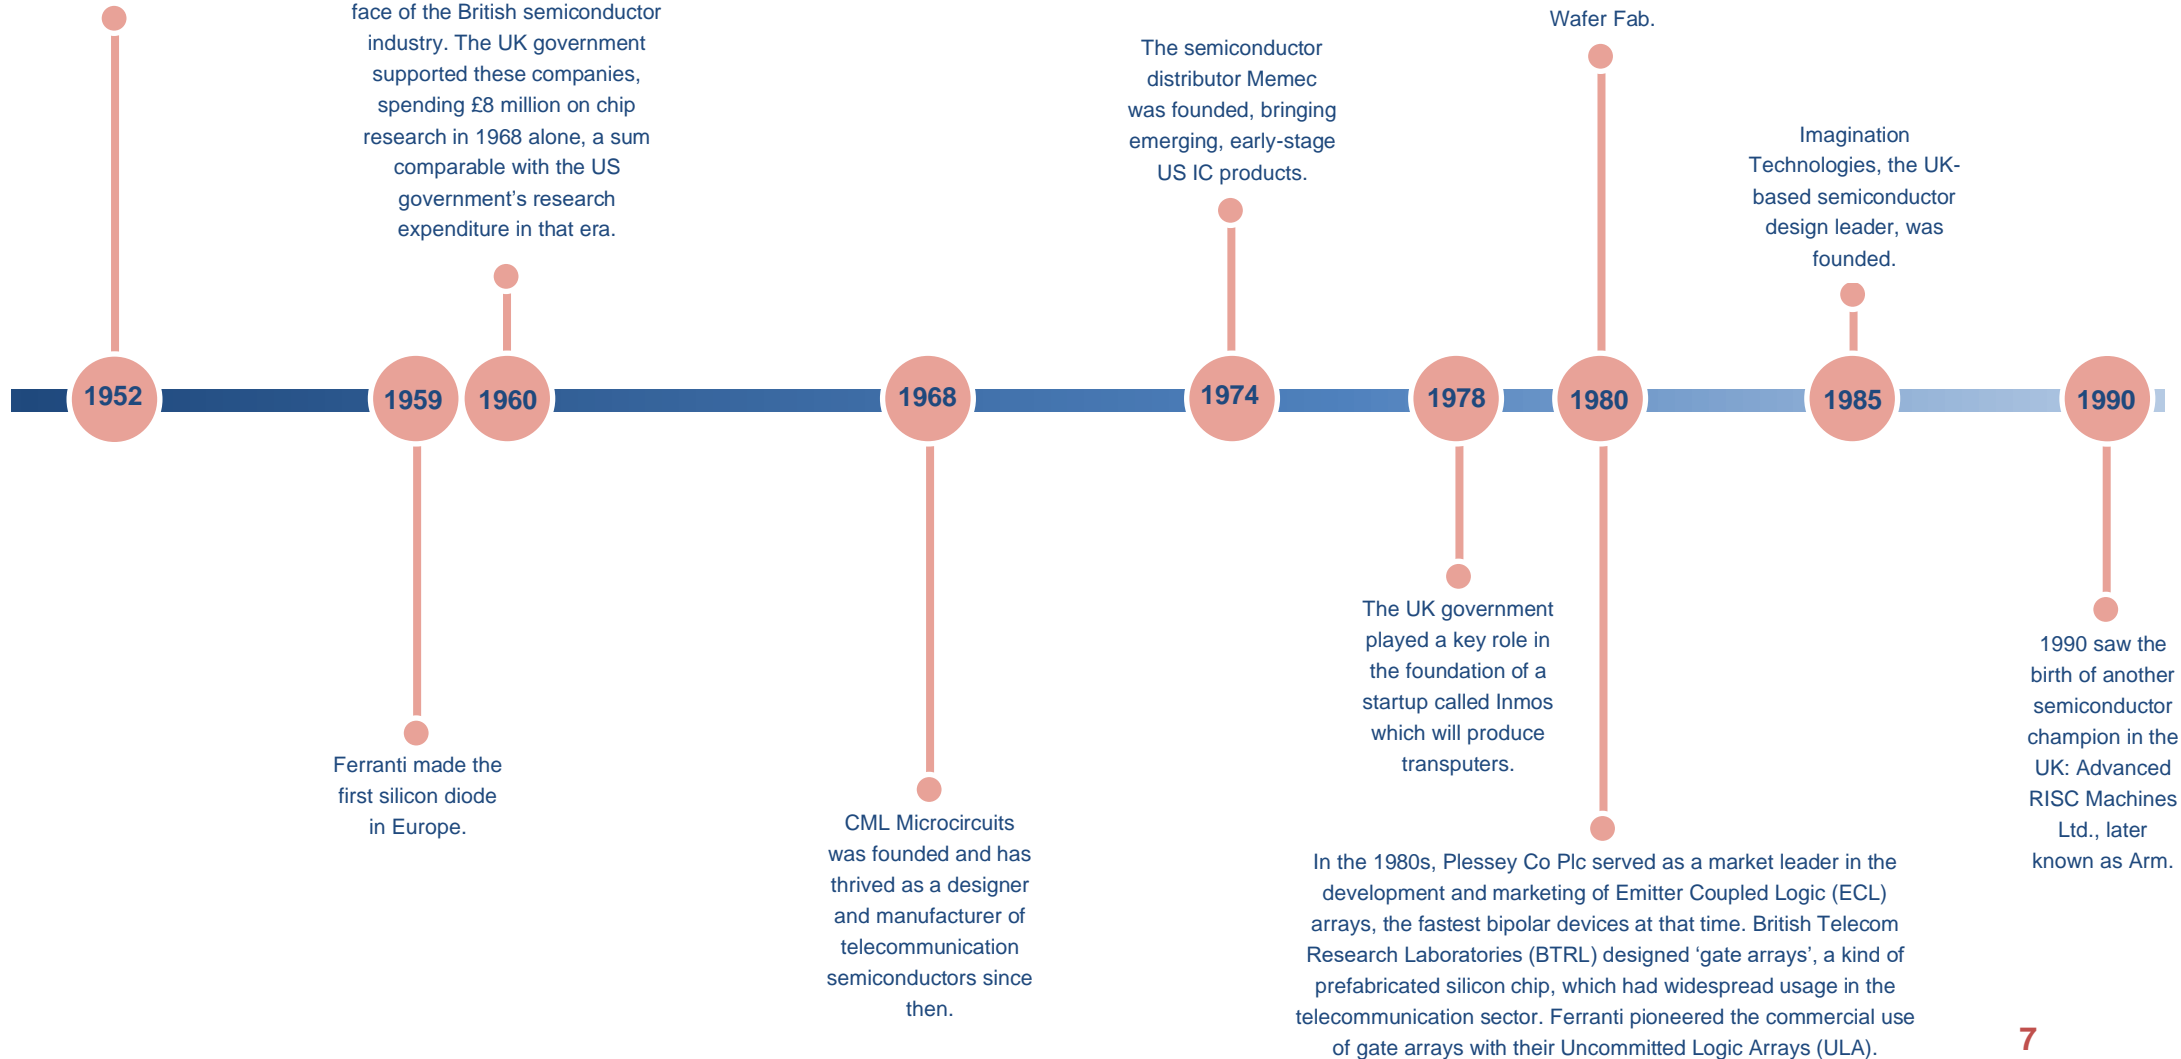 face of the British semiconductor
industry. The UK government
supported these companies,
spending £8 million on chip
research in 1968 alone, a sum
comparable with the US
government’s research
expenditure in that era.
The semiconductor
distributor Memec
was founded, bringing
emerging, early-stage
US IC products.
Wafer Fab.
Imagination
Technologies, the UK-
based semiconductor
design leader, was
founded.
1952
1959
1960
1968
1974
1978
1980
1985
1990
Ferranti made the
first silicon diode
in Europe.
CML Microcircuits
was founded and has
thrived as a designer
and manufacturer of
telecommunication
semiconductors since
then.
The UK government
played a key role in
the foundation of a
startup called Inmos
which will produce
transputers.
In the 1980s, Plessey Co Plc served as a market leader in the
development and marketing of Emitter Coupled Logic (ECL)
arrays, the fastest bipolar devices at that time. British Telecom
Research Laboratories (BTRL) designed ‘gate arrays’, a kind of
prefabricated silicon chip, which had widespread usage in the
telecommunication sector. Ferranti pioneered the commercial use
of gate arrays with their Uncommitted Logic Arrays (ULA).
1990 saw the
birth of another
semiconductor
champion in the
UK: Advanced
RISC Machines
Ltd., later
known as Arm.
7